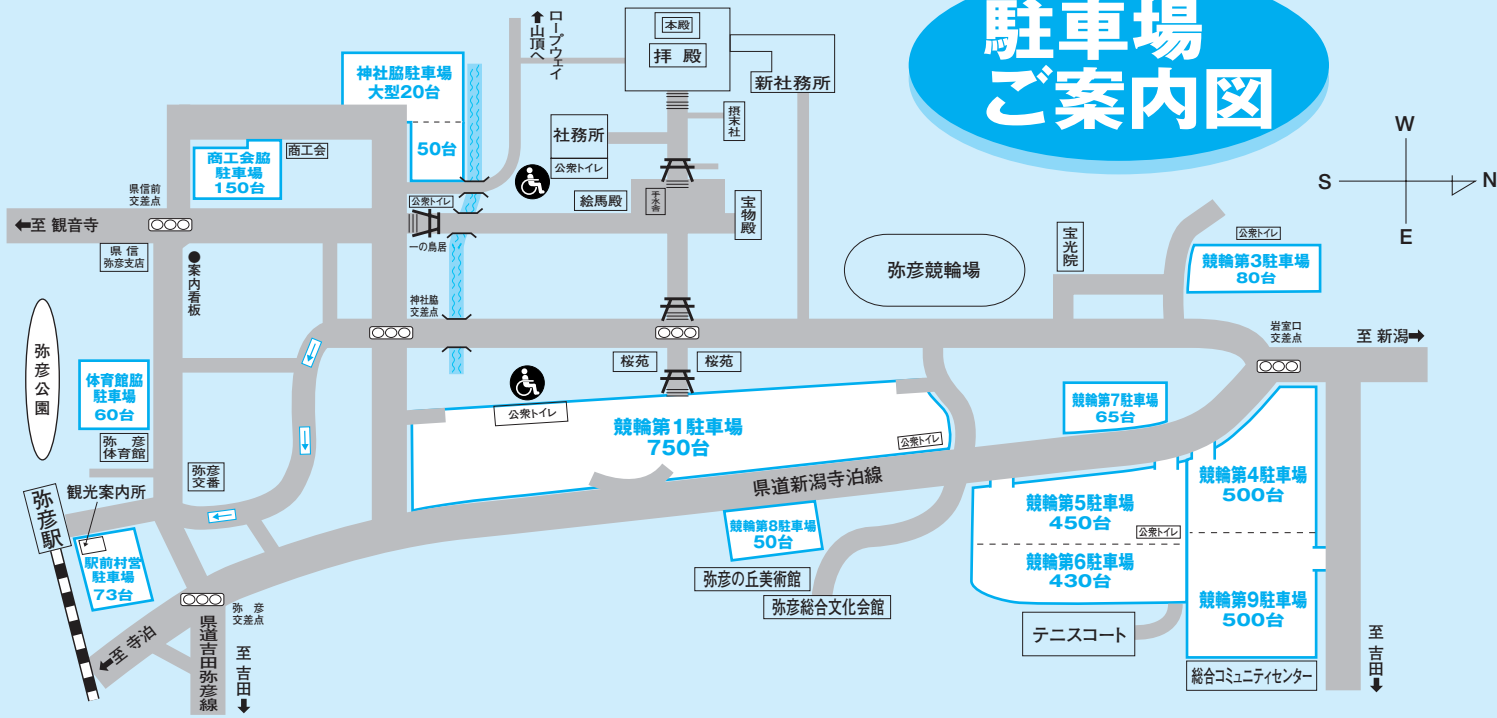 駐車場
ご案内図
W
S
N
E
ロープウェイ
↑山頂へ
本殿
拝殿
新社務所
摂末社
社務所
公衆トイレ
神社脇駐車場
大型20台
50台
商工会脇
駐車場
150台
商工会
県信前
交差点
←至 観音寺
県信
弥彦支店
●案内看板
公衆トイレ
一の鳥居
絵馬殿
手水舎
宝物殿
神社脇
交差点
弥彦競輪場
宝光院
公衆トイレ
競輪第3駐車場
80台
岩室口
交差点
至 新潟→
弥彦公園
体育館脇
駐車場
60台
弥彦
体育館
弥彦
交番
桜苑
桜苑
公衆トイレ
競輪第1駐車場
750台
公衆トイレ
競輪第7駐車場
65台
県道新潟寺泊線
競輪第4駐車場
500台
競輪第5駐車場
450台
公衆トイレ
競輪第6駐車場
430台
競輪第9駐車場
500台
競輪第8駐車場
50台
弥彦の丘美術館
弥彦総合文化会館
テニスコート
総合コミュニティセンター
至 吉田↓
弥彦駅
観光案内所
駅前村営
駐車場
73台
弥彦
交差点
←至 寺泊
県道吉田弥彦線
至 吉田↓